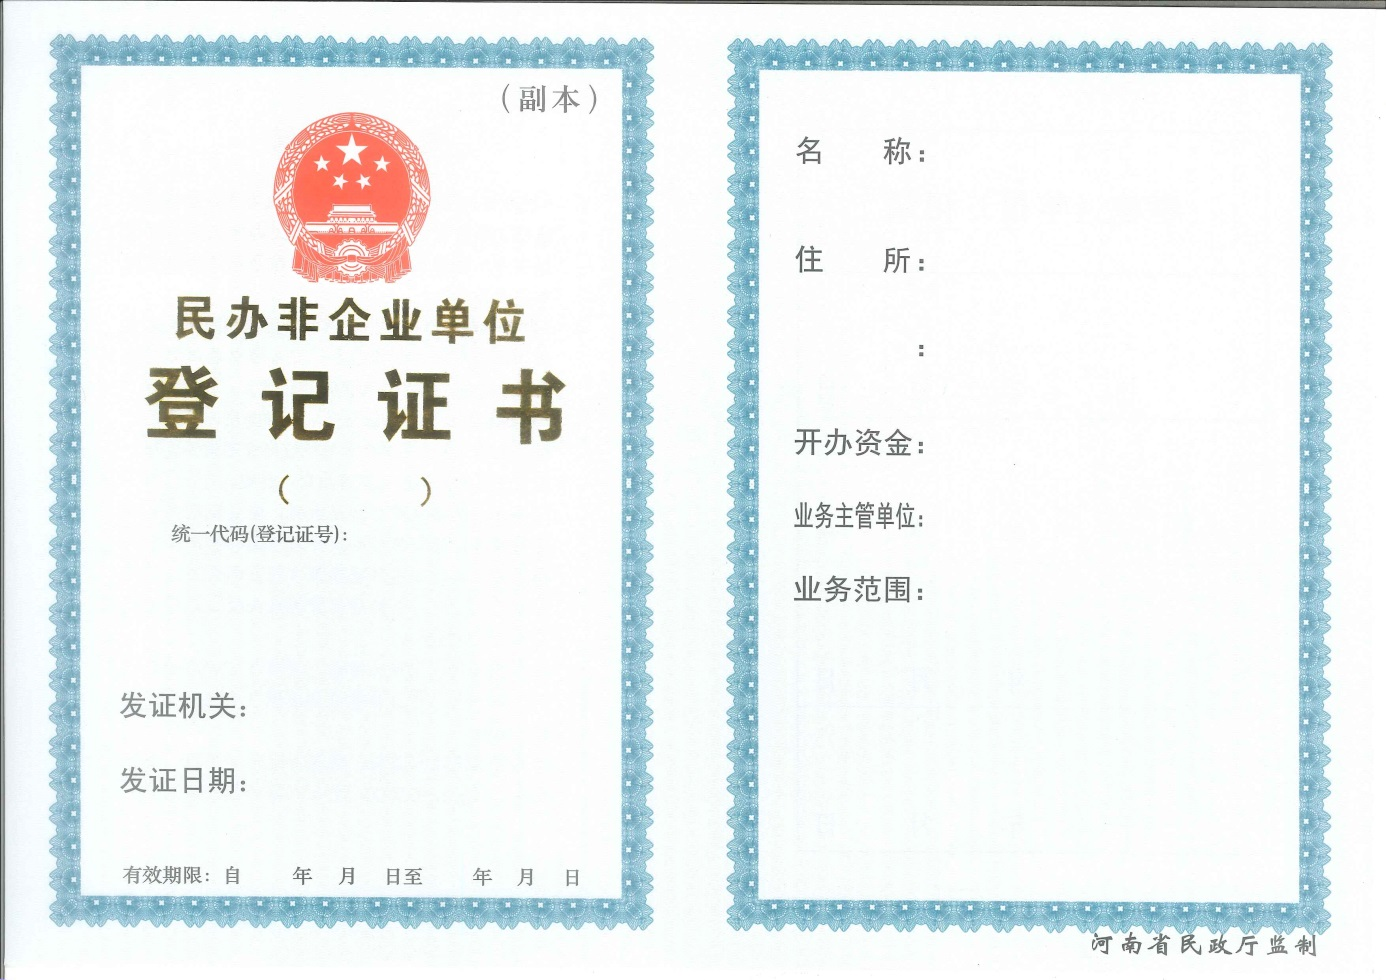 （副本）
民办非企业单位
登记证书
（ ）
统一代码(登记证号)：
发证机关：
发证日期：
有效期限：自 年 月 日至 年 月 日
名 称：
住 所：
：
开办资金：
业务主管单位：
业务范围：
河南省民政厅监制